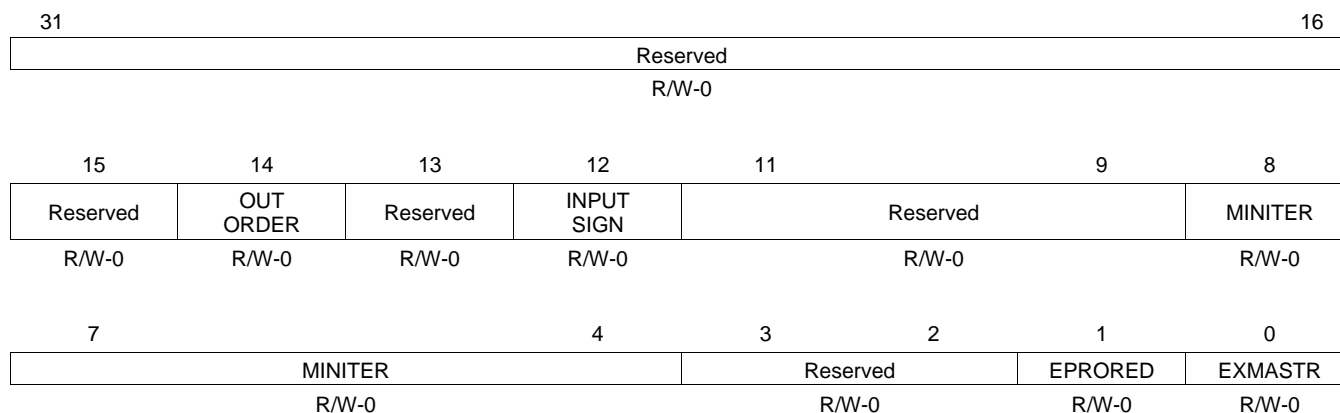 31 16
Reserved
R/W-0
15 14 13 12 11 9 8
Reserved OUT ORDER Reserved INPUT SIGN Reserved MINITER
R/W-0 R/W-0 R/W-0 R/W-0 R/W-0 R/W-0
7 4 3 2 1 0
MINITER Reserved EPRORED EXMASTR
R/W-0 R/W-0 R/W-0 R/W-0